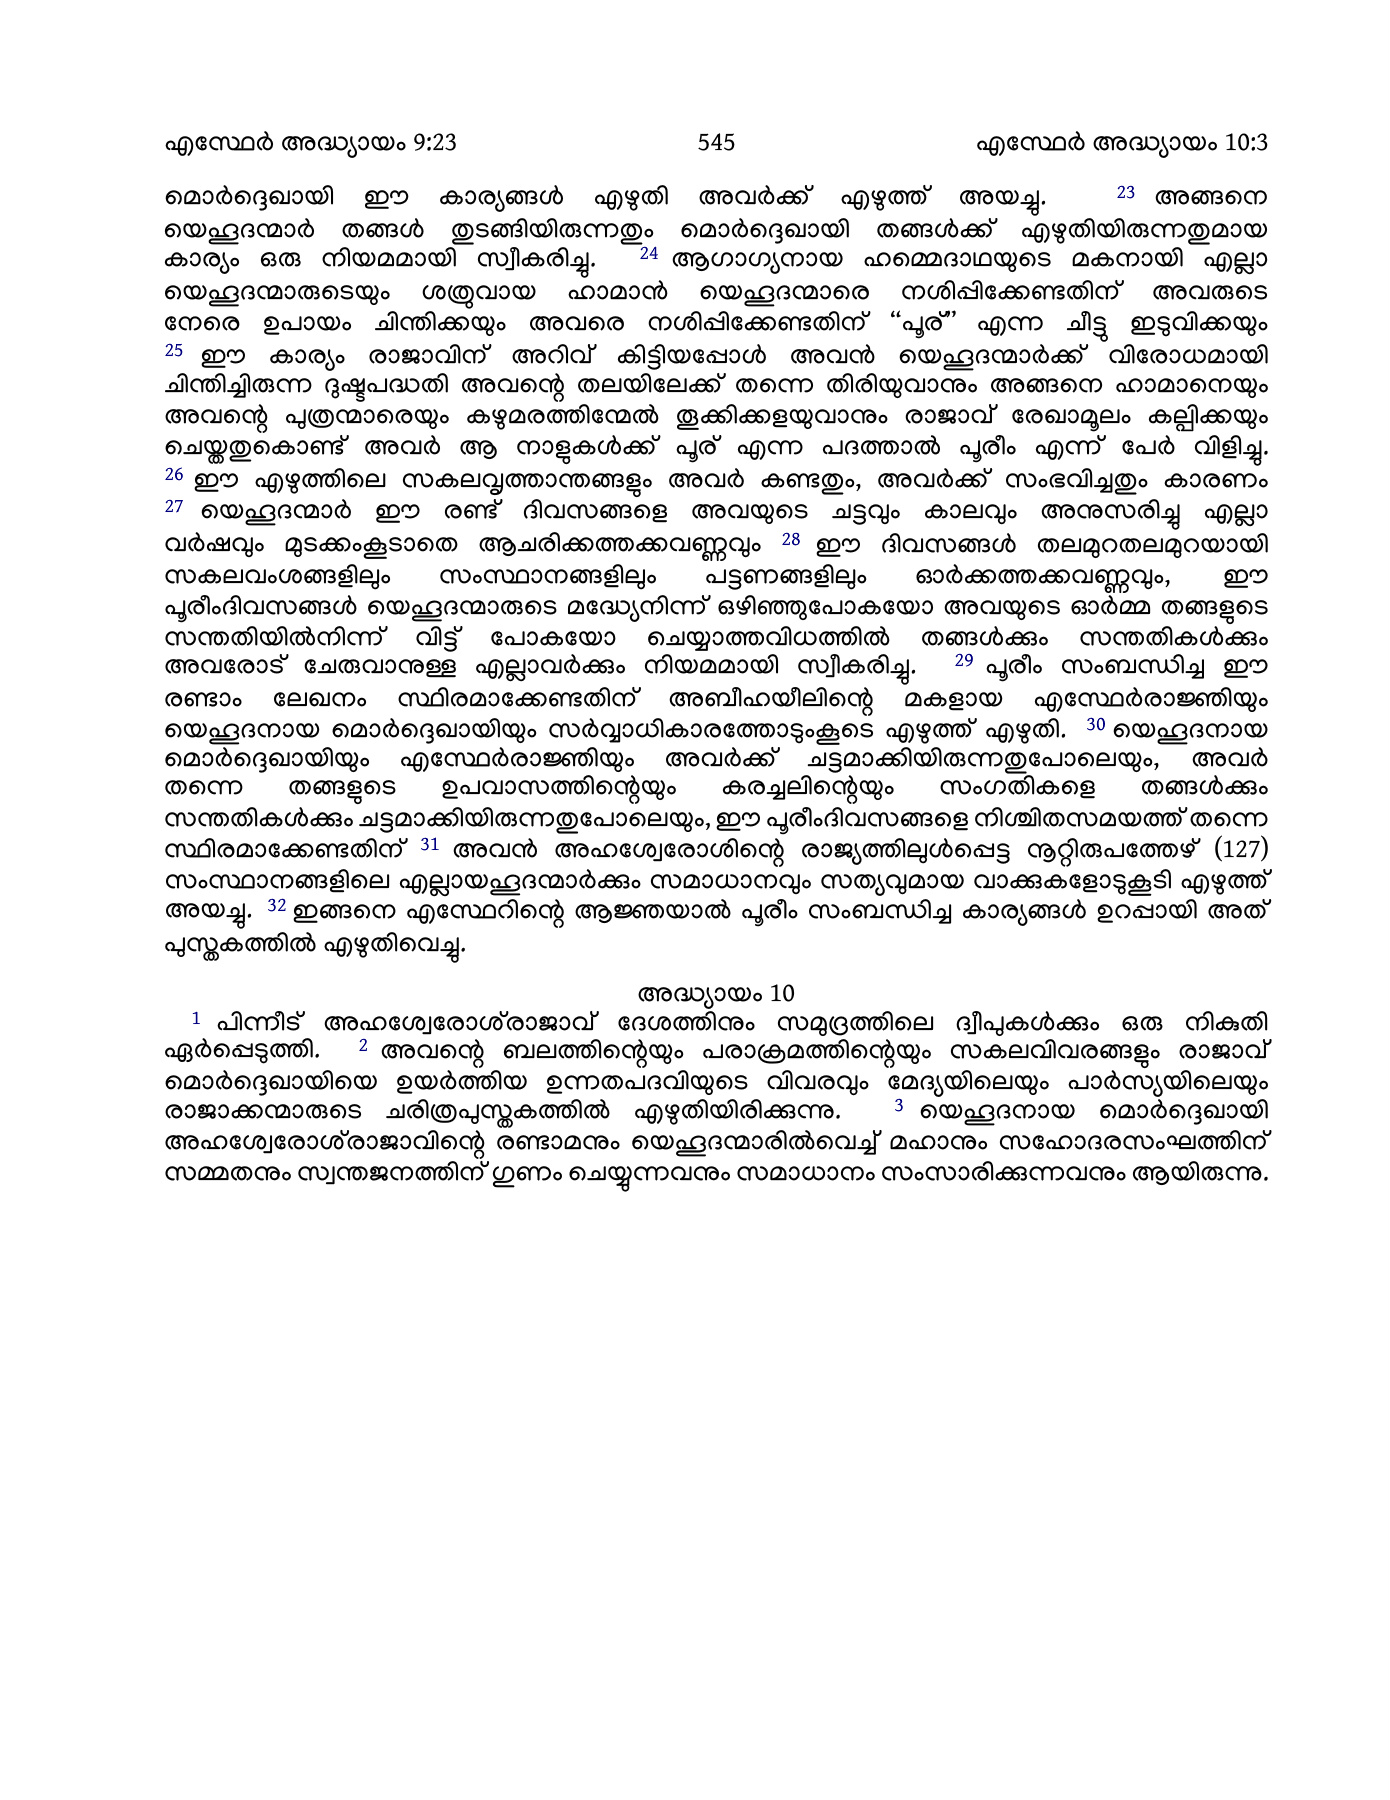 എസ്ഥേർ അദ്ധ്യായം 9:23 545 എസ്ഥേർ അദ്ധ്യായം 10:3
മൊർദ്ദെഖായി ഈ കാര്യങ്ങൾ എഴുതി അവർക്ക് എഴുത്ത് അയച്ചു. 23 അങ്ങനെ
യെഹൂദന്മാർ തങ്ങൾ തുടങ്ങിയിരുന്നതും മൊർദ്ദെഖായി തങ്ങൾക്ക് എഴുതിയിരുന്നതുമായ
കാര്യം ഒരു നിയമമായി സ്വീകരിച്ചു. 24 ആഗാഗ്യനായ ഹമ്മെദാഥയുടെ മകനായി എല്ലാ
യെഹൂദന്മാരുടെയും ശത്രുവായ ഹാമാൻ യെഹൂദന്മാരെ നശിപ്പിക്കേണ്ടതിന് അവരുടെ
നേരെ ഉപായം ചിന്തിക്കയും അവരെ നശിപ്പിക്കേണ്ടതിന് “പൂര്” എന്ന ചീട്ടു ഇടുവിക്കയും
25 ഈ കാര്യം രാജാവിന് അറിവ് കിട്ടിയപ്പോൾ അവൻ യെഹൂദന്മാർക്ക് വിരോധമായി
ചിന്തിച്ചിരുന്ന ദുഷ്ടപദ്ധതി അവന്റെ തലയിലേക്ക് തന്നെ തിരിയുവാനും അങ്ങനെ ഹാമാനെയും
അവന്റെ പുത്രന്മാരെയും കഴുമരത്തിന്മേൽ തൂക്കിക്കളയുവാനും രാജാവ് രേഖാമൂലം കല്പിക്കയും
ചെയ്തതുകൊണ്ട് അവർ ആ നാളുകൾക്ക് പൂര് എന്ന പദത്താൽ പൂരീം എന്ന് പേർ വിളിച്ചു.
26 ഈ എഴുത്തിലെ സകലവൃത്താന്തങ്ങളും അവർ കണ്ടതും, അവർക്ക് സംഭവിച്ചതും കാരണം
27 യെഹൂദന്മാർ ഈ രണ്ട് ദിവസങ്ങളെ അവയുടെ ചട്ടവും കാലവും അനുസരിച്ചു എല്ലാ
വർഷവും മുടക്കംകൂടാതെ ആചരിക്കത്തക്കവണ്ണവും 28 ഈ ദിവസങ്ങൾ തലമുറതലമുറയായി
സകലവംശങ്ങളിലും സംസ്ഥാനങ്ങളിലും പട്ടണങ്ങളിലും ഓർക്കത്തക്കവണ്ണവും, ഈ
പൂരീംദിവസങ്ങൾ യെഹൂദന്മാരുടെ മദ്ധ്യേനിന്ന് ഒഴിഞ്ഞുപോകയോ അവയുടെ ഓർമ്മ തങ്ങളുടെ
സന്തതിയിൽനിന്ന് വിട്ട് പോകയോ ചെയ്യാത്തവിധത്തിൽ തങ്ങൾക്കും സന്തതികൾക്കും
അവരോട് ചേരുവാനുള്ള എല്ലാവർക്കും നിയമമായി സ്വീകരിച്ചു. 29 പൂരീം സംബന്ധിച്ച ഈ
രണ്ടാം ലേഖനം സ്ഥിരമാക്കേണ്ടതിന് അബീഹയീലിന്റെ മകളായ എസ്ഥേർരാജ്ഞിയും
യെഹൂദനായ മൊർദ്ദെഖായിയും സർവ്വാധികാരത്തോടുംകൂടെ എഴുത്ത് എഴുതി. 30 യെഹൂദനായ
മൊർദ്ദെഖായിയും എസ്ഥേർരാജ്ഞിയും അവർക്ക് ചട്ടമാക്കിയിരുന്നതുപോലെയും, അവർ
തന്നെ തങ്ങളുടെ ഉപവാസത്തിന്റെയും കരച്ചലിന്റെയും സംഗതികളെ തങ്ങൾക്കും
സന്തതികൾക്കും ചട്ടമാക്കിയിരുന്നതുപോലെയും, ഈ പൂരീംദിവസങ്ങളെ നിശ്ചിതസമയത്ത് തന്നെ
സ്ഥിരമാക്കേണ്ടതിന് 31 അവൻ അഹശ്വേരോശിന്റെ രാജ്യത്തിലുൾപ്പെട്ട നൂറ്റിരുപത്തേഴ് (127)
സംസ്ഥാനങ്ങളിലെ എല്ലായഹൂദന്മാർക്കും സമാധാനവും സത്യവുമായ വാക്കുകളോടുകൂടി എഴുത്ത്
അയച്ചു. 32 ഇങ്ങനെ എസ്ഥേറിന്റെ ആജ്ഞയാൽ പൂരീം സംബന്ധിച്ച കാര്യങ്ങൾ ഉറപ്പായി അത്
പുസ്തകത്തിൽ എഴുതിവെച്ചു.
അദ്ധ്യായം 10
1 പിന്നീട് അഹശ്വേരോശ്‌രാജാവ് ദേശത്തിനും സമുദ്രത്തിലെ ദ്വീപുകൾക്കും ഒരു നികുതി
ഏർപ്പെടുത്തി. 2 അവന്റെ ബലത്തിന്റെയും പരാക്രമത്തിന്റെയും സകലവിവരങ്ങളും രാജാവ്
മൊർദ്ദെഖായിയെ ഉയർത്തിയ ഉന്നതപദവിയുടെ വിവരവും മേദ്യയിലെയും പാർസ്യയിലെയും
രാജാക്കന്മാരുടെ ചരിത്രപുസ്തകത്തിൽ എഴുതിയിരിക്കുന്നു. 3 യെഹൂദനായ മൊർദ്ദെഖായി
അഹശ്വേരോശ്‌രാജാവിന്റെ രണ്ടാമനും യെഹൂദന്മാരിൽവെച്ച് മഹാനും സഹോദരസംഘത്തിന്
സമ്മതനും സ്വന്തജനത്തിന് ഗുണം ചെയ്യുന്നവനും സമാധാനം സംസാരിക്കുന്നവനും ആയിരുന്നു.